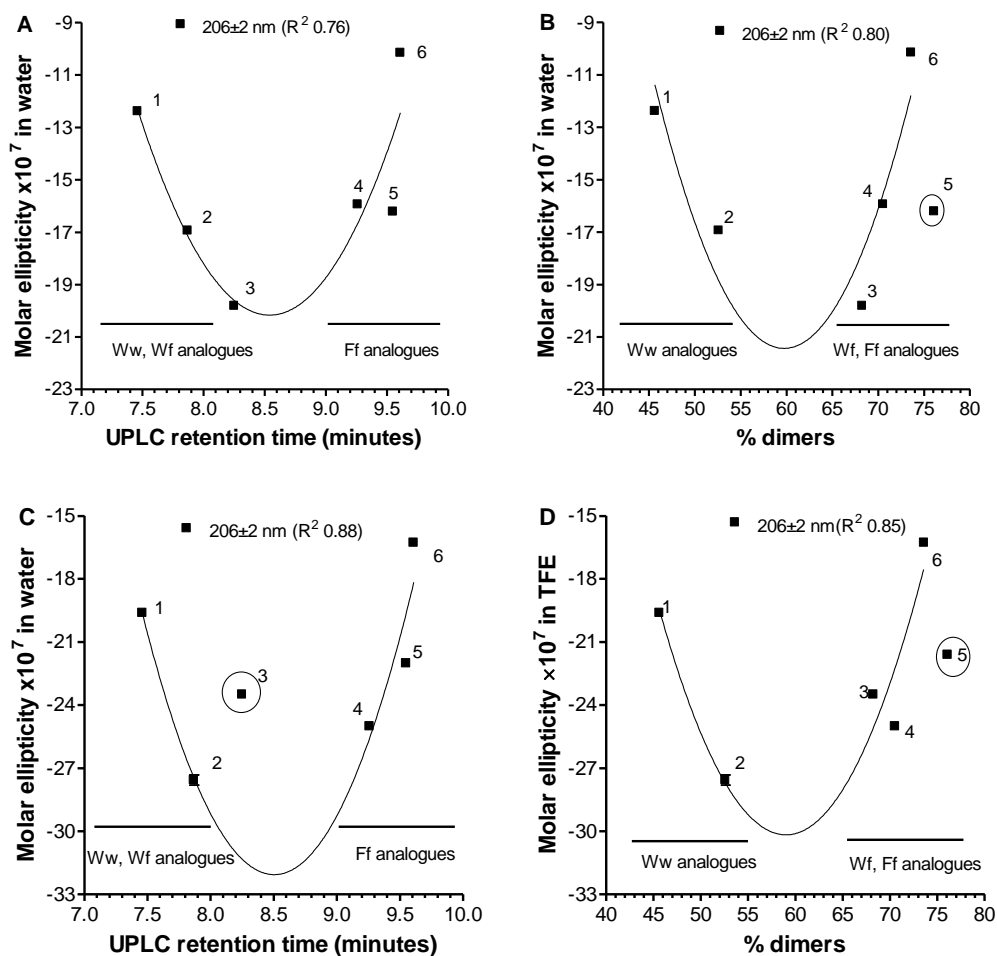 A
206±2 nm (R² 0.76)
Molar ellipticity x10⁷ in water
-9
-11
-13
-15
-17
-19
-21
-23
1
2
3
4
5
6
Ww, Wf analogues
Ff analogues
7.0 7.5 8.0 8.5 9.0 9.5 10.0
UPLC retention time (minutes)
B
206±2 nm (R² 0.80)
Molar ellipticity x10⁷ in water
-9
-11
-13
-15
-17
-19
-21
-23
1
2
3
4
5
6
Ww analogues
Wf, Ff analogues
40 45 50 55 60 65 70 75 80
% dimers
C
206±2 nm (R² 0.88)
Molar ellipticity x10⁷ in water
-15
-18
-21
-24
-27
-30
-33
1
2
3
4
5
6
Ww, Wf analogues
Ff analogues
7.0 7.5 8.0 8.5 9.0 9.5 10.0
UPLC retention time (minutes)
D
206±2 nm(R² 0.85)
Molar ellipticity ×10⁷ in TFE
-15
-18
-21
-24
-27
-30
-33
1
2
3
4
5
6
Ww analogues
Wf, Ff analogues
40 45 50 55 60 65 70 75 80
% dimers